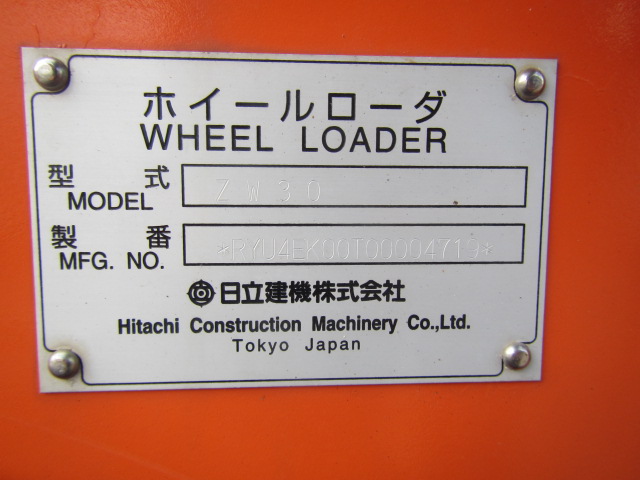 ホイールローダ
WHEEL LOADER
型式 ZW30
MODEL
製番 *RYU4BK00T00004719*
MFG. NO.
日立建機株式会社
Hitachi Construction Machinery Co.,Ltd.
Tokyo Japan